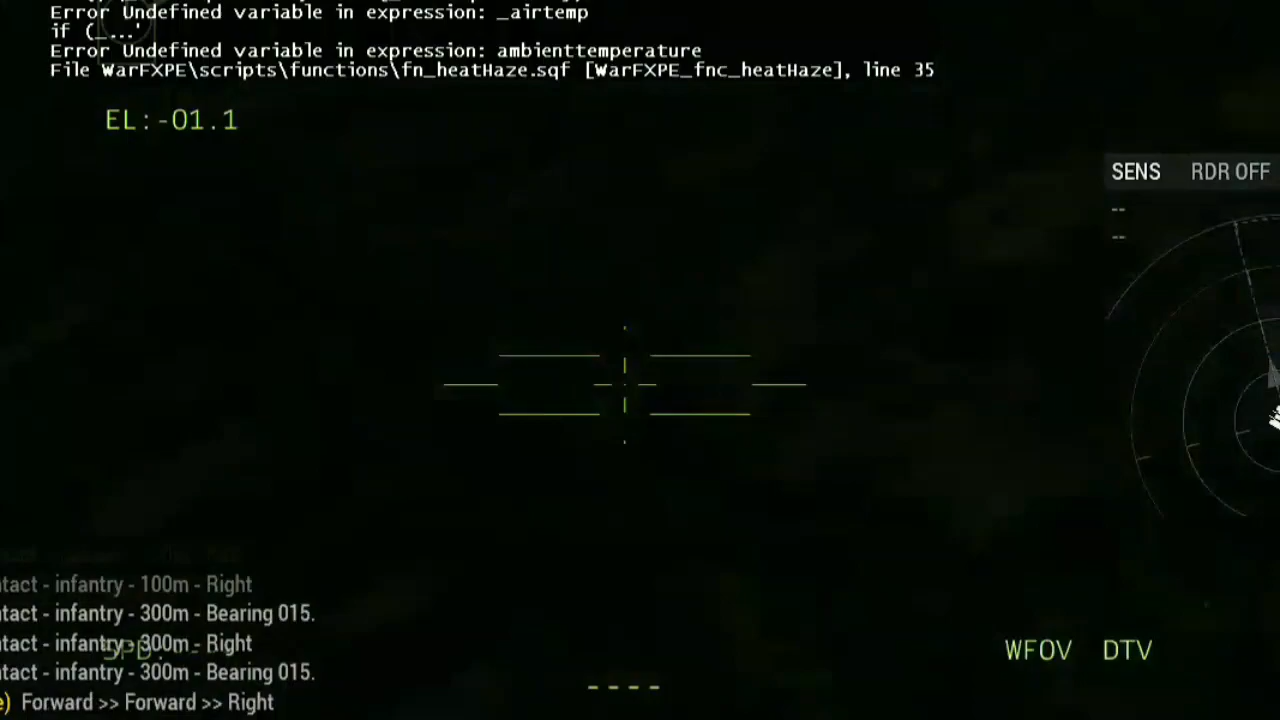 Error Undefined variable in expression: _airtemp
if (_...'
Error Undefined variable in expression: ambienttemperature
File WarFXPE\scripts\functions\fn_heatHaze.sqf [WarFXPE_fnc_heatHaze], line 35
EL:-01.1
SENS RDR OFF
--
--
tact - infantry - 100m - Right
tact - infantry - 300m - Bearing 015.
tact - infantry - 300m - Right
SPD:
tact - infantry - 300m - Bearing 015.
e) Forward >> Forward >> Right
WFOV DTV
----